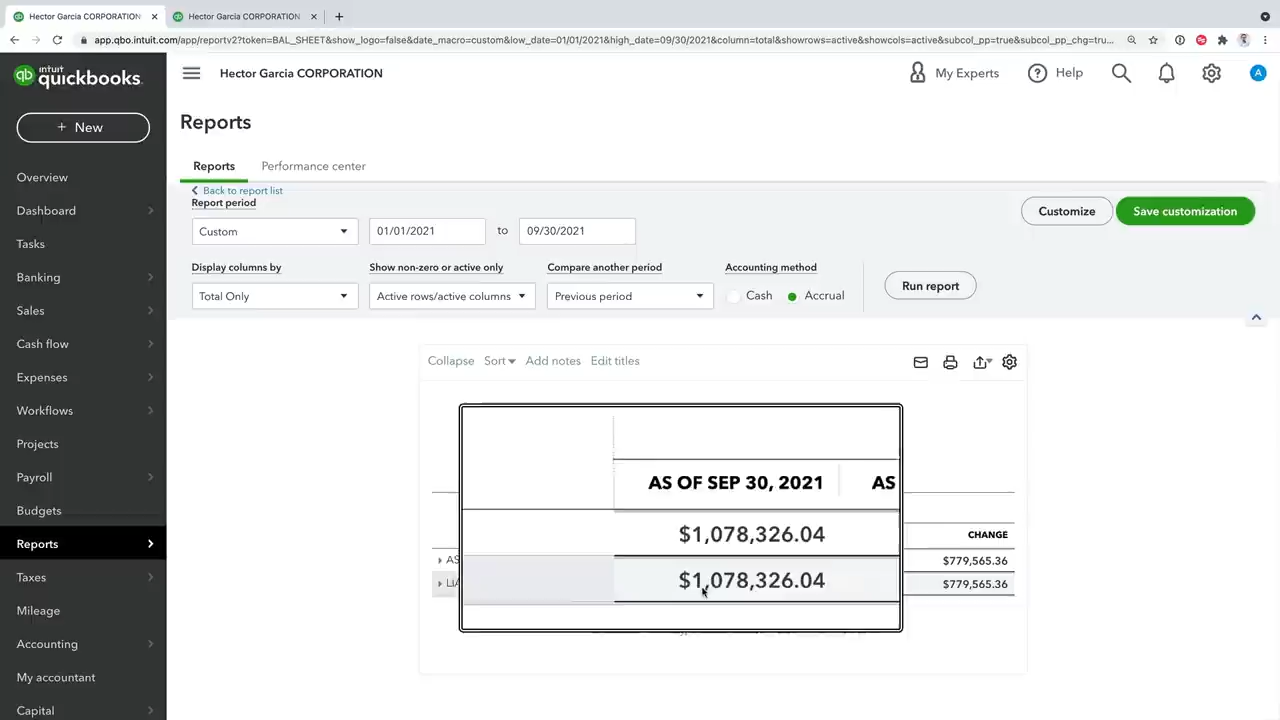 Hector Garcia CORPORATION
Hector Garcia CORPORATION
app.qbo.intuit.com/app/reportv2?token=BAL_SHEET&show_logo=false&date_macro=custom&low_date=01/01/2021&high_date=09/30/2021&column=total&showrows=active&showcols=active&subcol_pp=true&subcol_pp_chg=tru...
intuit
quickbooks.
Hector Garcia CORPORATION
My Experts
Help
A
+ New
Reports
Overview
Dashboard
Tasks
Banking
Sales
Cash flow
Expenses
Workflows
Projects
Payroll
Budgets
Reports
Taxes
Mileage
Accounting
My accountant
Capital
Reports
Performance center
Back to report list
Report period
Custom
01/01/2021
to
09/30/2021
Customize
Save customization
Display columns by
Show non-zero or active only
Compare another period
Accounting method
Total Only
Active rows/active columns
Previous period
Cash
Accrual
Run report
Collapse
Sort
Add notes
Edit titles
AS OF SEP 30, 2021
AS
CHANGE
$1,078,326.04
$779,565.36
$1,078,326.04
$779,565.36